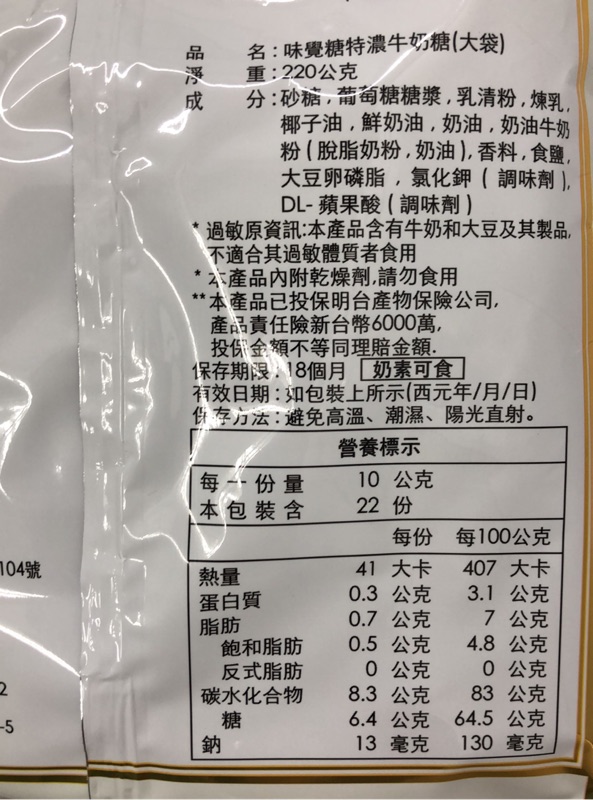 品 名：味覺糖特濃牛奶糖(大袋)
淨 重：220公克
成 分：砂糖，葡萄糖糖漿，乳清粉，煉乳，
椰子油，鮮奶油，奶油，奶油牛奶
粉(脫脂奶粉，奶油)，香料，食鹽，
大豆卵磷脂，氯化鉀(調味劑)，
DL-蘋果酸(調味劑)
*過敏原資訊:本產品含有牛奶和大豆及其製品，
不適合其過敏體質者食用
*本產品內附乾燥劑,請勿食用
**本產品已投保明台產物保險公司，
產品責任險新台幣6000萬，
投保金額不等同理賠金額.
保存期限：18個月 奶素可食
有效日期：如包裝上所示(西元年/月/日)
保存方法：避免高溫、潮濕、陽光直射。
營養標示
每一份量 10 公克
本包裝含 22 份
每份 每100公克
熱量 41 大卡 407 大卡
蛋白質 0.3 公克 3.1 公克
脂肪 0.7 公克 7 公克
飽和脂肪 0.5 公克 4.8 公克
反式脂肪 0 公克 0 公克
碳水化合物 8.3 公克 83 公克
糖 6.4 公克 64.5 公克
鈉 13 毫克 130 毫克
104號
2
-5